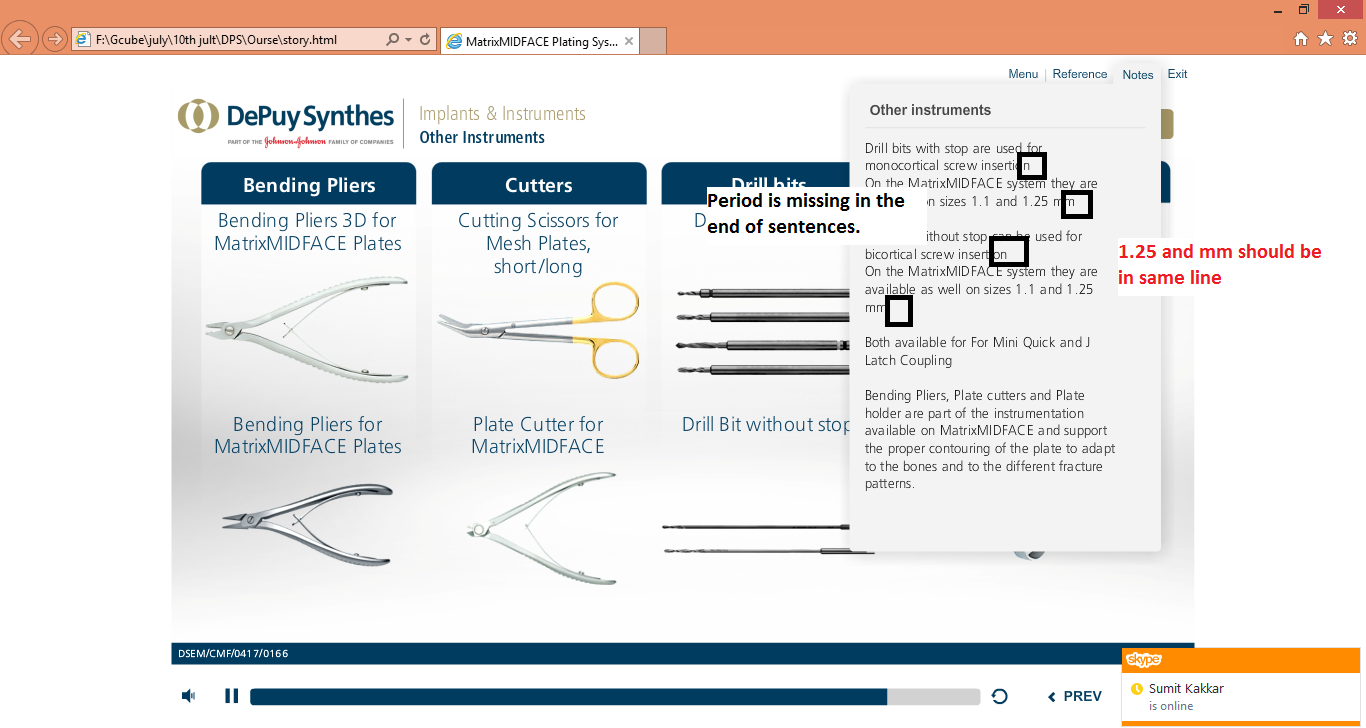 F:\Gcube\july\10th jult\DPS\Ourse\story.html
MatrixMIDFACE Plating Sys...
Menu
Reference
Notes
Exit
DePuy Synthes
PART OF THE Johnson & Johnson FAMILY OF COMPANIES
Implants & Instruments
Other Instruments
Bending Pliers
Bending Pliers 3D for
MatrixMIDFACE Plates
Bending Pliers for
MatrixMIDFACE Plates
Cutters
Cutting Scissors for
Mesh Plates,
short/long
Plate Cutter for
MatrixMIDFACE
Drill bits
D
Drill Bit without stop
Period is missing in the
end of sentences.
Other instruments
Drill bits with stop are used for
monocortical screw insertion
On the MatrixMIDFACE system they are
on sizes 1.1 and 1.25 mm
without stop can be used for
bicortical screw insertion
On the MatrixMIDFACE system they are
available as well on sizes 1.1 and 1.25
mm
Both available for For Mini Quick and J
Latch Coupling
Bending Pliers, Plate cutters and Plate
holder are part of the instrumentation
available on MatrixMIDFACE and support
the proper contouring of the plate to adapt
to the bones and to the different fracture
patterns.
1.25 and mm should be
in same line
DSEM/CMF/0417/0166
PREV
skype
Sumit Kakkar
is online